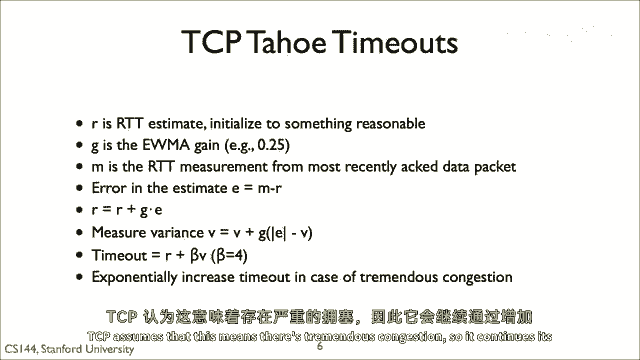 TCP Tahoe Timeouts
• r is RTT estimate, initialize to something reasonable
• g is the EWMA gain (e.g., 0.25)
• m is the RTT measurement from most recently acked data packet
• Error in the estimate e = m-r
• r = r + g·e
• Measure variance v = v + g(|e| - v)
• Timeout = r + βv (β=4)
• Exponentially increase timeout in case of tremendous congestion
TCP 认为这意味着存在严重的拥塞，因此它会继续通过增加
TCP assumes that this means there's tremendous congestion, so it continues its
CS144, Stanford University
6